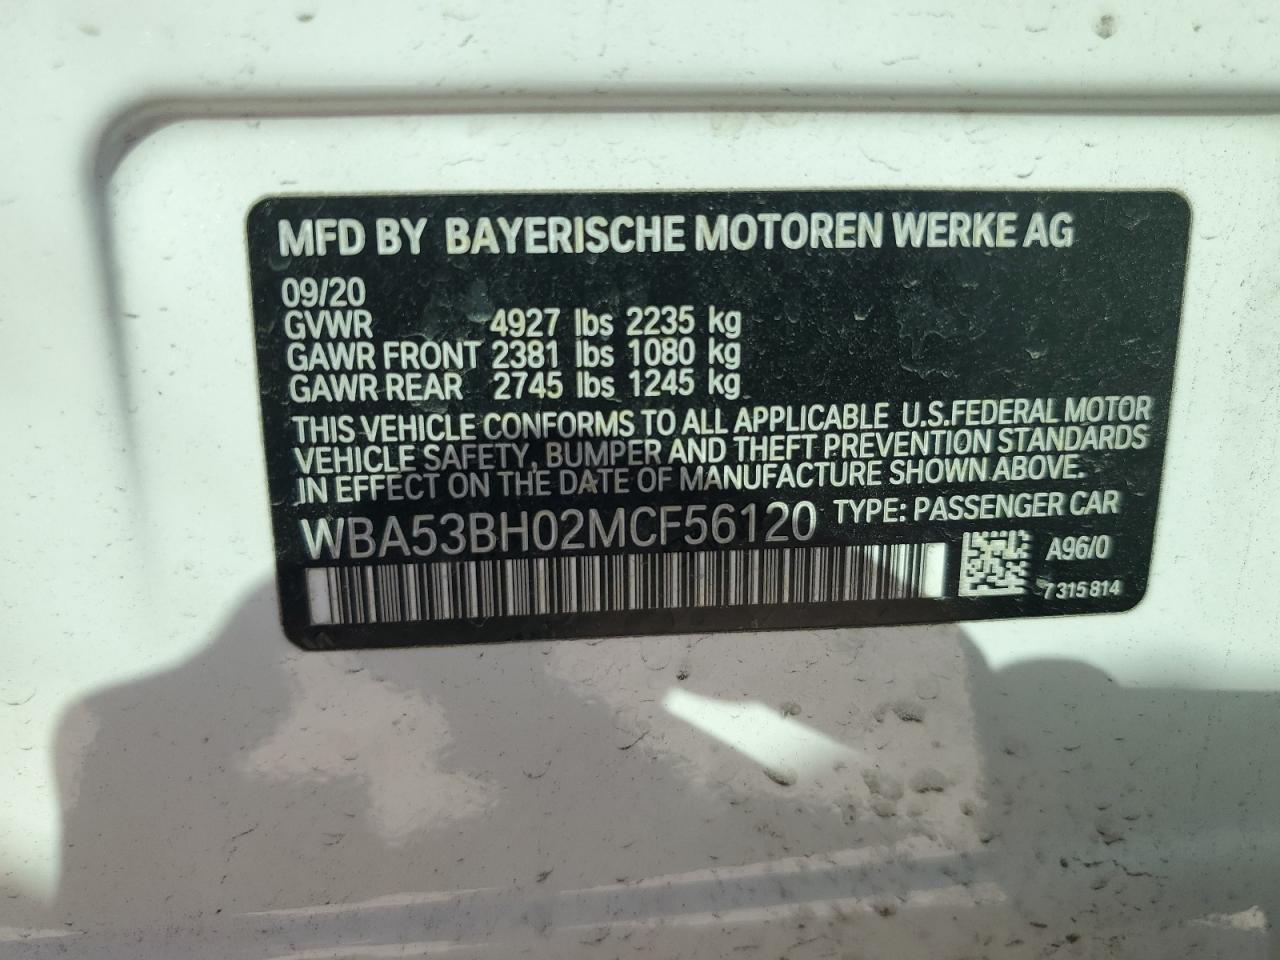 MFD BY BAYERISCHE MOTOREN WERKE AG
09/20
GVWR 4927 lbs 2235 kg
GAWR FRONT 2381 lbs 1080 kg
GAWR REAR 2745 lbs 1245 kg
THIS VEHICLE CONFORMS TO ALL APPLICABLE U.S.FEDERAL MOTOR
VEHICLE SAFETY, BUMPER AND THEFT PREVENTION STANDARDS
IN EFFECT ON THE DATE OF MANUFACTURE SHOWN ABOVE.
WBA53BH02MCF56120 TYPE: PASSENGER CAR
A96/0
7 315 814